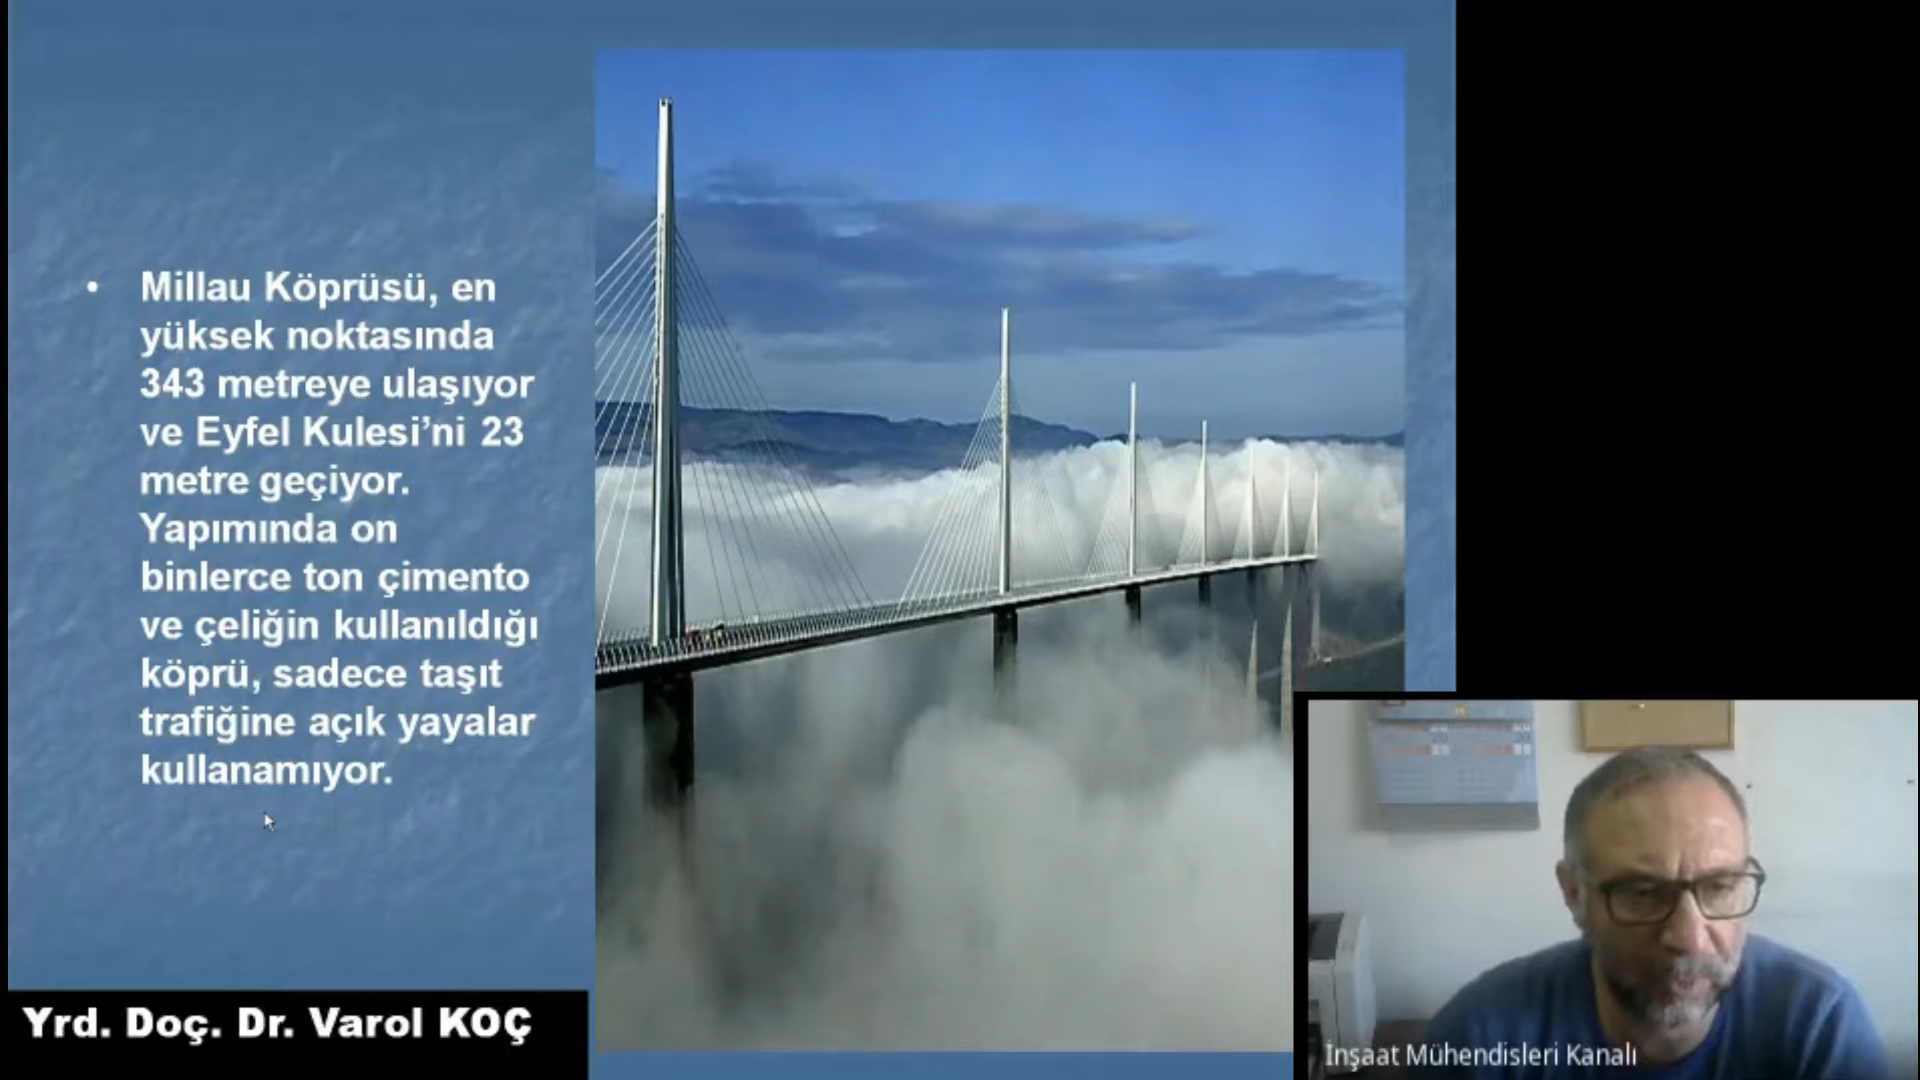 • Millau Köprüsü, en
yüksek noktasında
343 metreye ulaşıyor
ve Eyfel Kulesi’ni 23
metre geçiyor.
Yapımında on
binlerce ton çimento
ve çeliğin kullanıldığı
köprü, sadece taşıt
trafiğine açık yayalar
kullanamıyor.
Yrd. Doç. Dr. Varol KOÇ
İnşaat Mühendisleri Kanalı